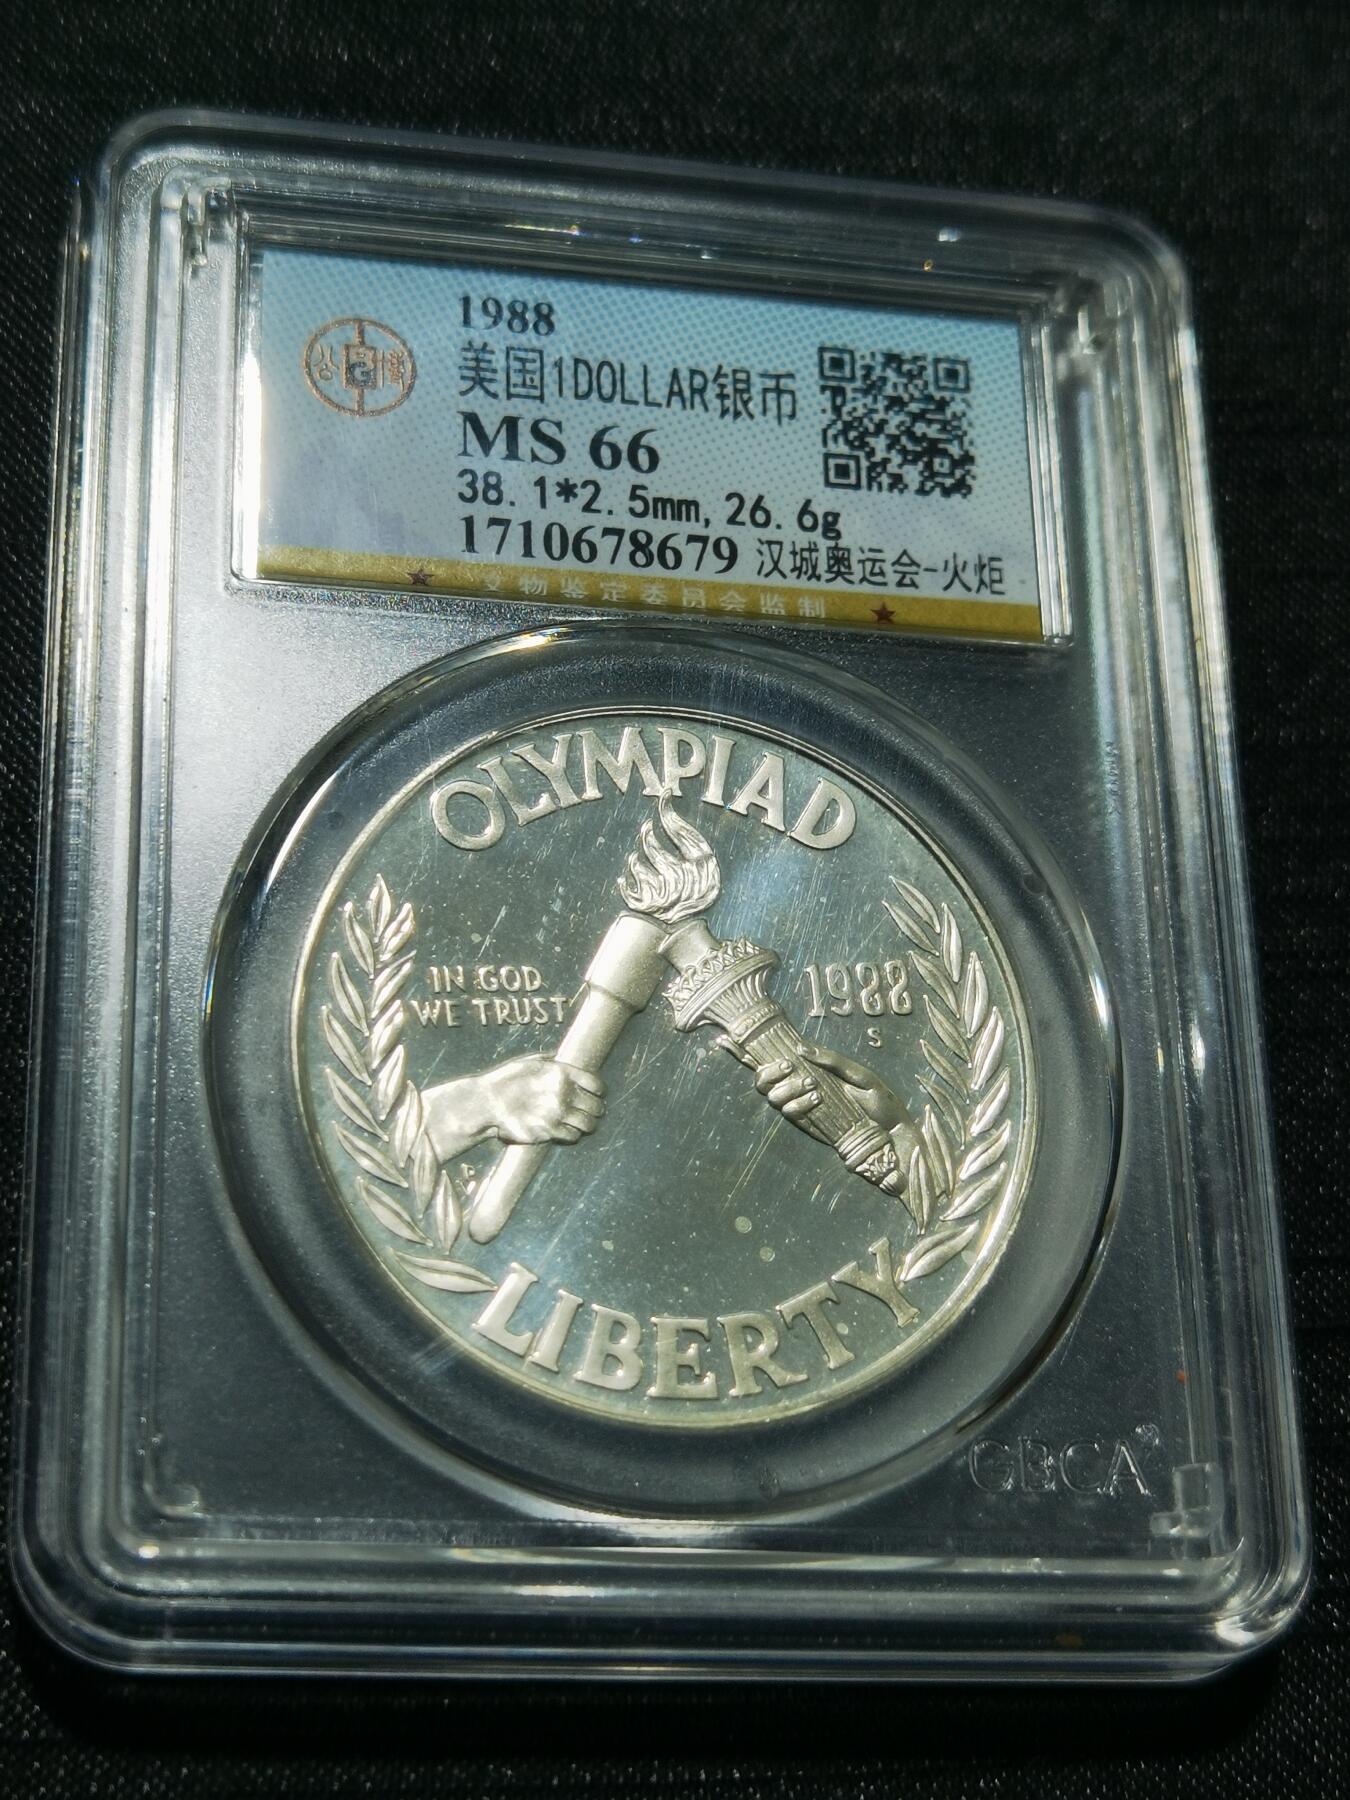 1988
美国1DOLLAR银币
MS 66
38.1*2.5mm,26.6g
1710678679 汉城奥运会-火炬
文物鉴定委员会监制
公博
OLYMPIAD
IN GOD
WE TRUST
1988
S
LIBERTY
GBCA®